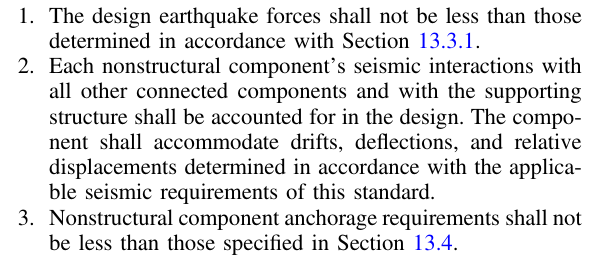 1. The design earthquake forces shall not be less than those
determined in accordance with Section 13.3.1.
2. Each nonstructural component's seismic interactions with
all other connected components and with the supporting
structure shall be accounted for in the design. The compo-
nent shall accommodate drifts, deflections, and relative
displacements determined in accordance with the applica-
ble seismic requirements of this standard.
3. Nonstructural component anchorage requirements shall not
be less than those specified in Section 13.4.